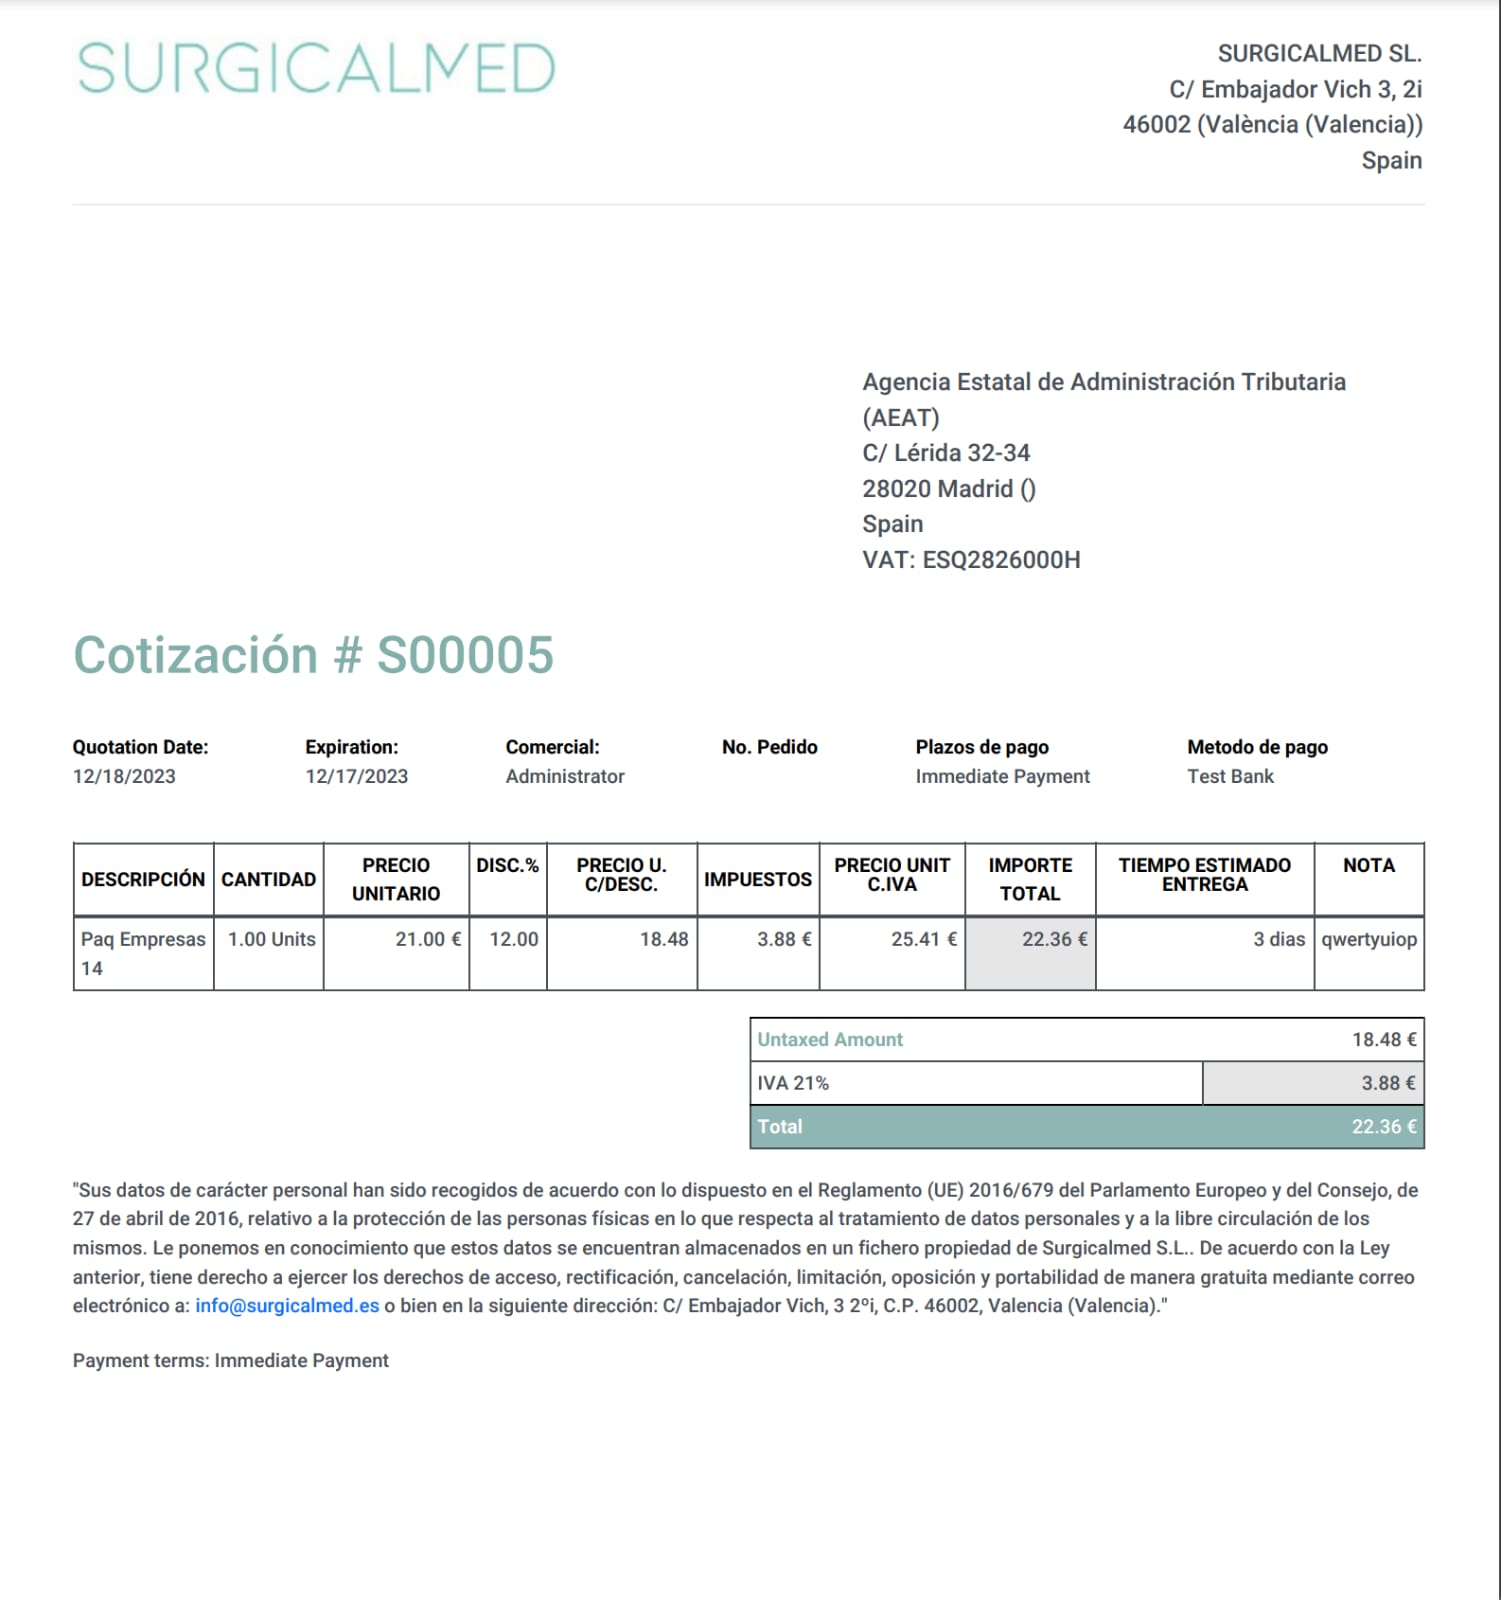 SURGICALMED
SURGICALMED SL.
C/ Embajador Vich 3, 2i
46002 (València (Valencia))
Spain
Agencia Estatal de Administración Tributaria
(AEAT)
C/ Lérida 32-34
28020 Madrid ()
Spain
VAT: ESQ2826000H
Cotización # S00005
Quotation Date: Expiration: Comercial: No. Pedido Plazos de pago Metodo de pago
12/18/2023 12/17/2023 Administrator Immediate Payment Test Bank
DESCRIPCIÓN CANTIDAD PRECIO UNITARIO DISC.% PRECIO U. C/DESC. IMPUESTOS PRECIO UNIT C.IVA IMPORTE TOTAL TIEMPO ESTIMADO ENTREGA NOTA
Paq Empresas 14 1.00 Units 21.00 € 12.00 18.48 3.88 € 25.41 € 22.36 € 3 dias qwertyuiop
Untaxed Amount 18.48 €
IVA 21% 3.88 €
Total 22.36 €
"Sus datos de carácter personal han sido recogidos de acuerdo con lo dispuesto en el Reglamento (UE) 2016/679 del Parlamento Europeo y del Consejo, de
27 de abril de 2016, relativo a la protección de las personas físicas en lo que respecta al tratamiento de datos personales y a la libre circulación de los
mismos. Le ponemos en conocimiento que estos datos se encuentran almacenados en un fichero propiedad de Surgicalmed S.L.. De acuerdo con la Ley
anterior, tiene derecho a ejercer los derechos de acceso, rectificación, cancelación, limitación, oposición y portabilidad de manera gratuita mediante correo
electrónico a: info@surgicalmed.es o bien en la siguiente dirección: C/ Embajador Vich, 3 2ºi, C.P. 46002, Valencia (Valencia)."
Payment terms: Immediate Payment